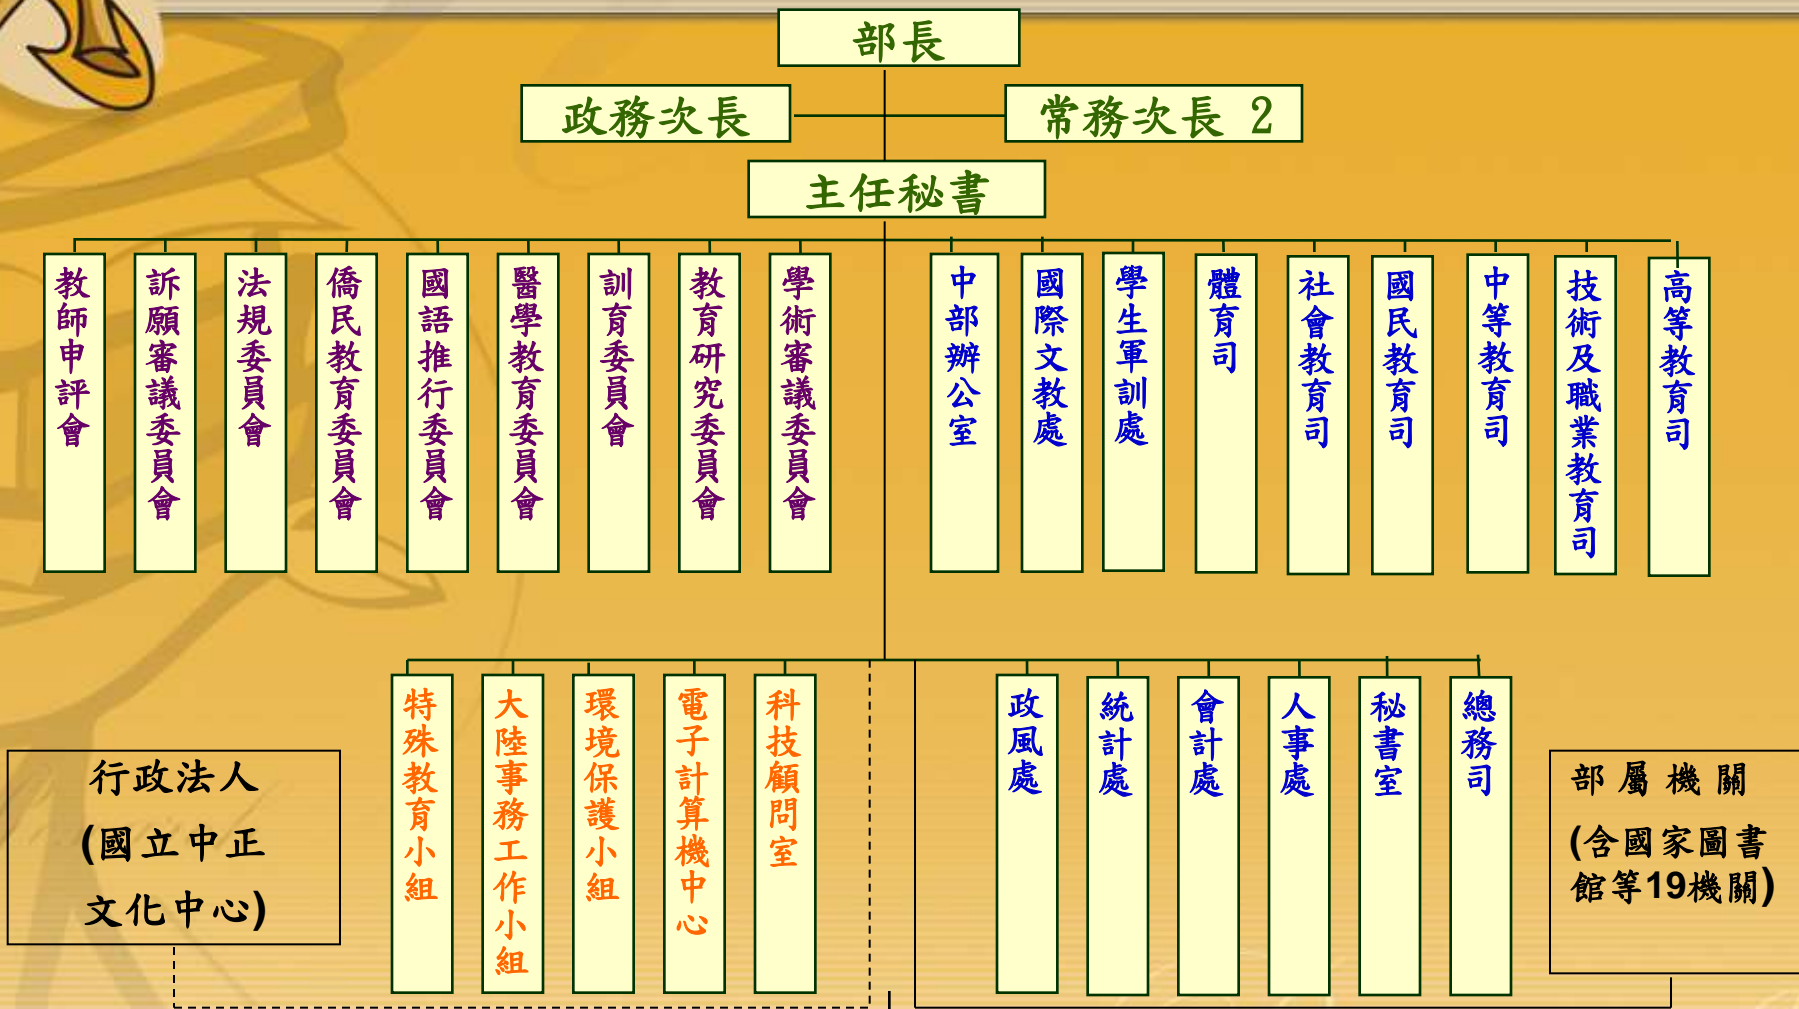 部長
政務次長
常務次長 2
主任秘書
教師申評會
訴願審議委員會
法規委員會
僑民教育委員會
國語推行委員會
醫學教育委員會
訓育委員會
教育研究委員會
學術審議委員會
中部辦公室
國際文教處
學生軍訓處
體育司
社會教育司
國民教育司
中等教育司
技術及職業教育司
高等教育司
特殊教育小組
大陸事務工作小組
環境保護小組
電子計算機中心
科技顧問室
政風處
統計處
會計處
人事處
秘書室
總務司
行政法人
(國立中正
文化中心)
部屬機關
(含國家圖書
館等19機關)